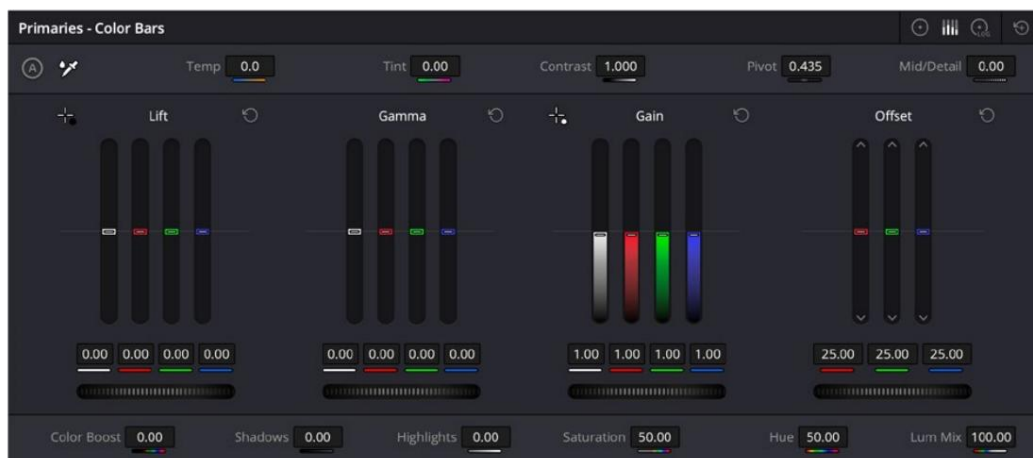 Primaries - Color Bars
LOG
A Temp 0.0 Tint 0.00 Contrast 1.000 Pivot 0.435 Mid/Detail 0.00
Lift Gamma Gain Offset
0.00 0.00 0.00 0.00 0.00 0.00 0.00 0.00 1.00 1.00 1.00 1.00 25.00 25.00 25.00
Color Boost 0.00 Shadows 0.00 Highlights 0.00 Saturation 50.00 Hue 50.00 Lum Mix 100.00